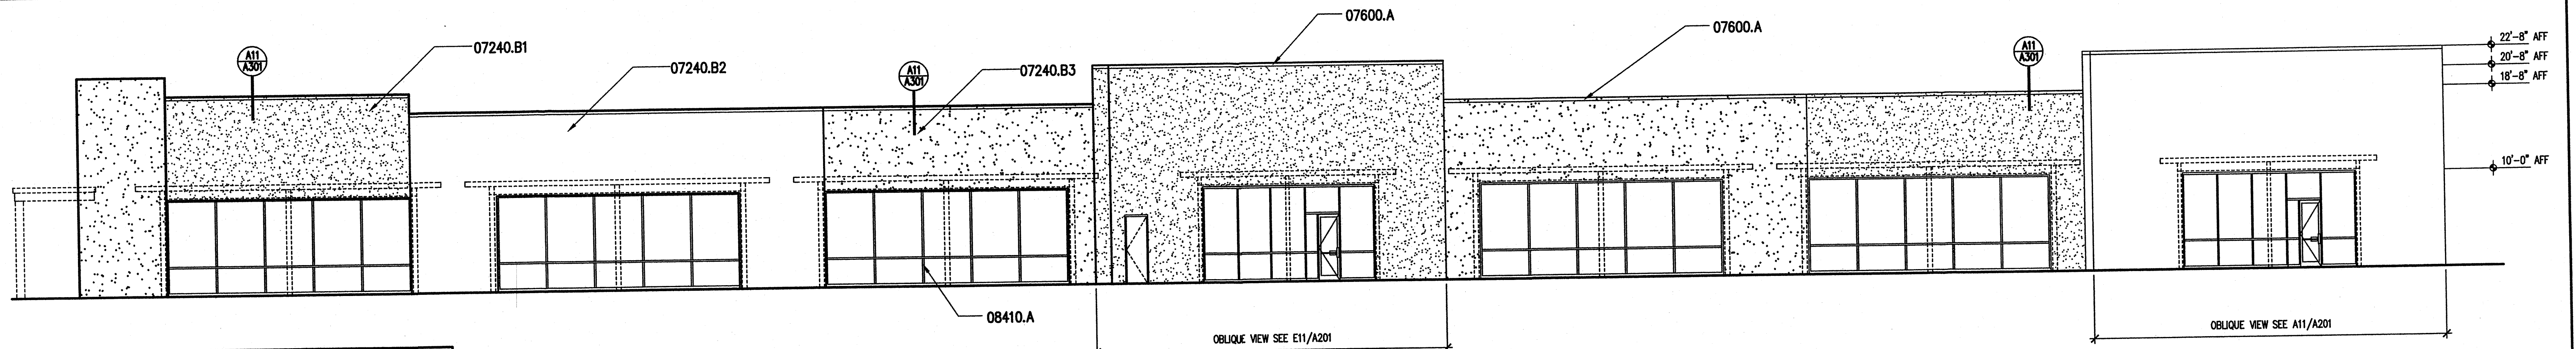 07600.A
07600.A
07240.B1
07240.B2
07240.B3
A11
A301
A11
A301
A11
A301
22'-8" AFF
20'-8" AFF
18'-8" AFF
10'-0" AFF
08410.A
OBLIQUE VIEW SEE E11/A201
OBLIQUE VIEW SEE A11/A201